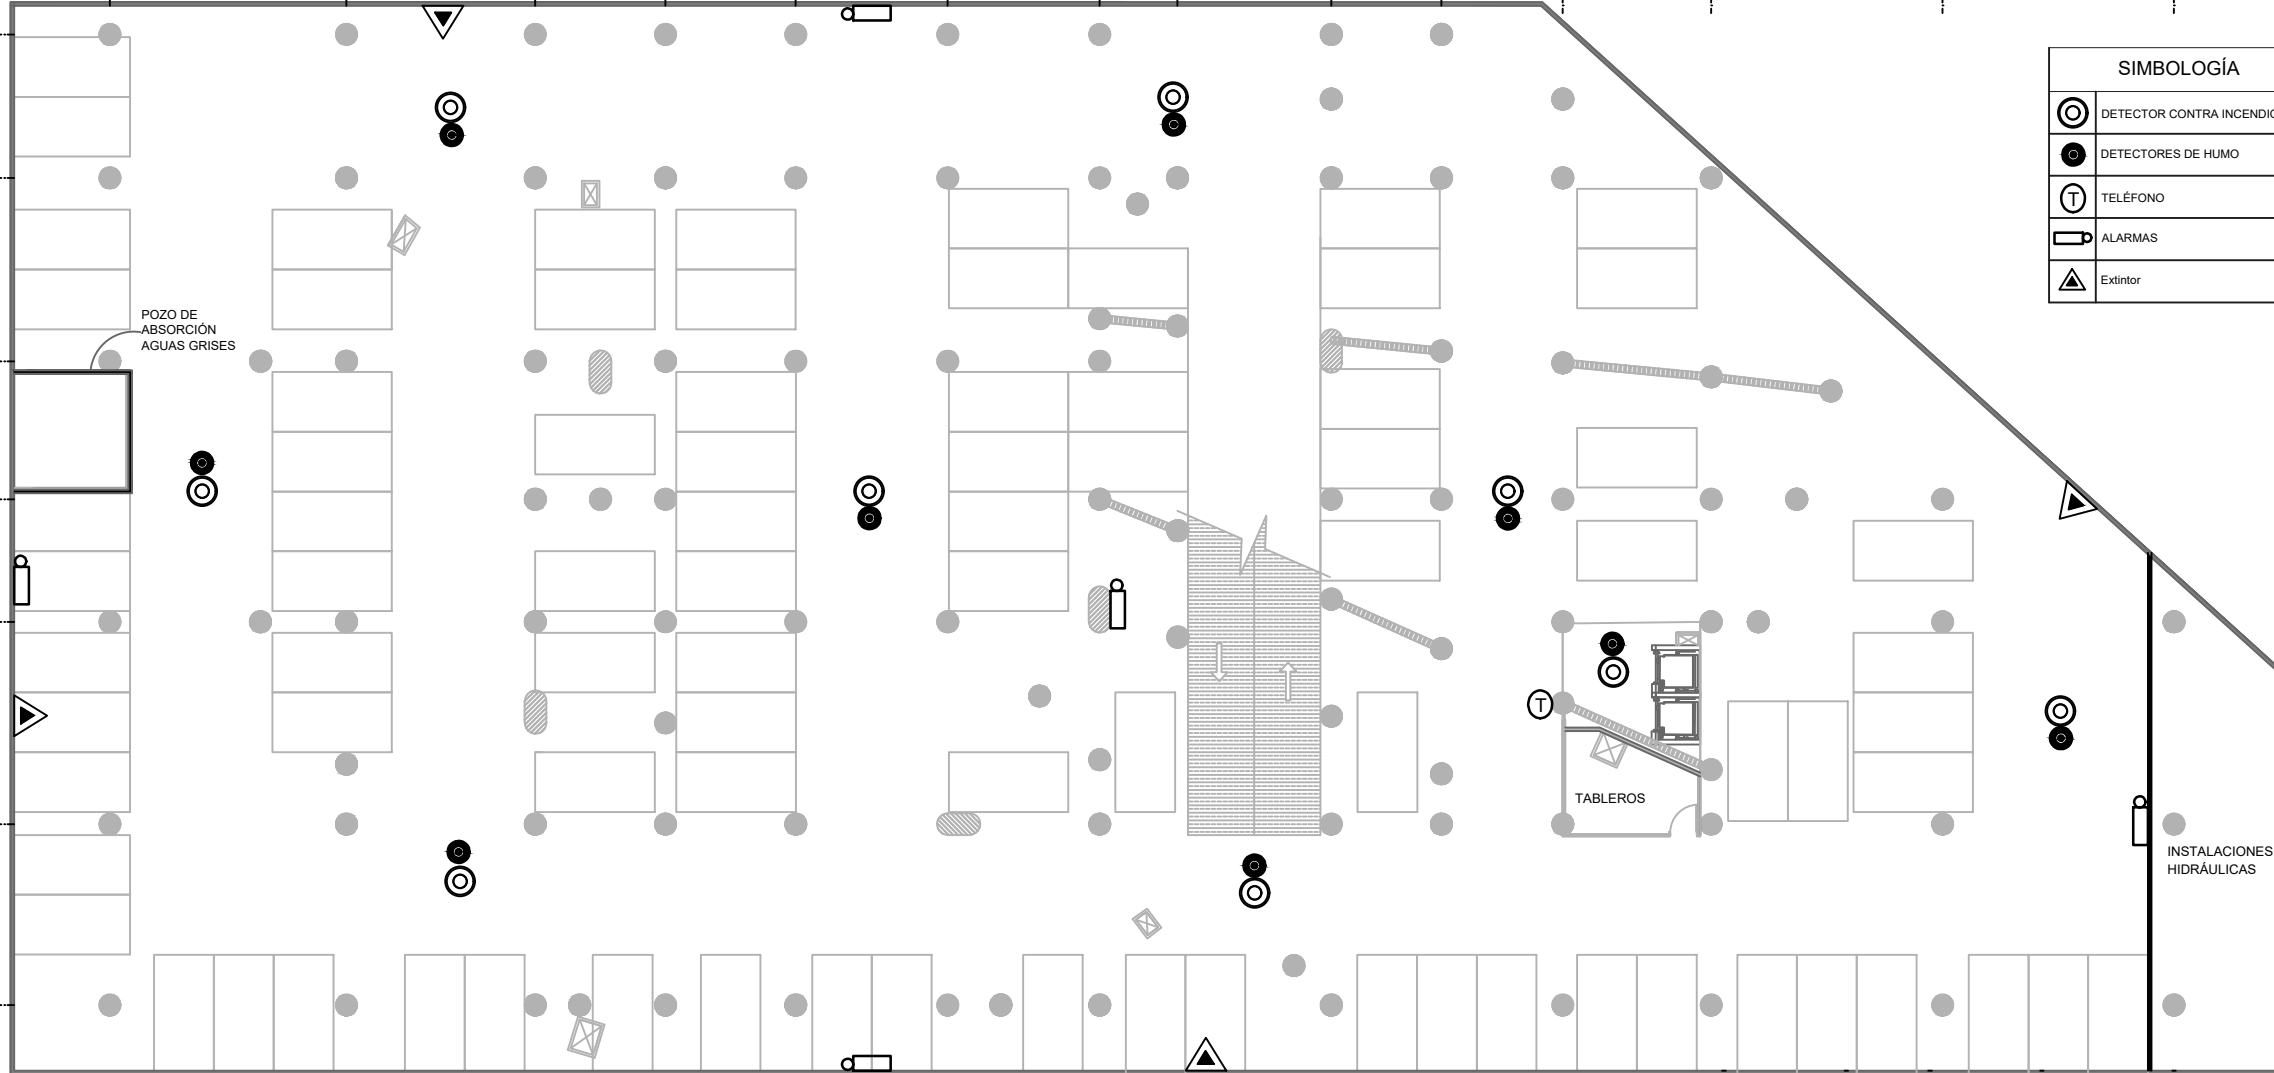 SIMBOLOGÍA
DETECTOR CONTRA INCENDIO
DETECTORES DE HUMO
T
TELÉFONO
ALARMAS
Extintor
POZO DE
ABSORCIÓN
AGUAS GRISES
T
TABLEROS
INSTALACIONES
HIDRÁULICAS